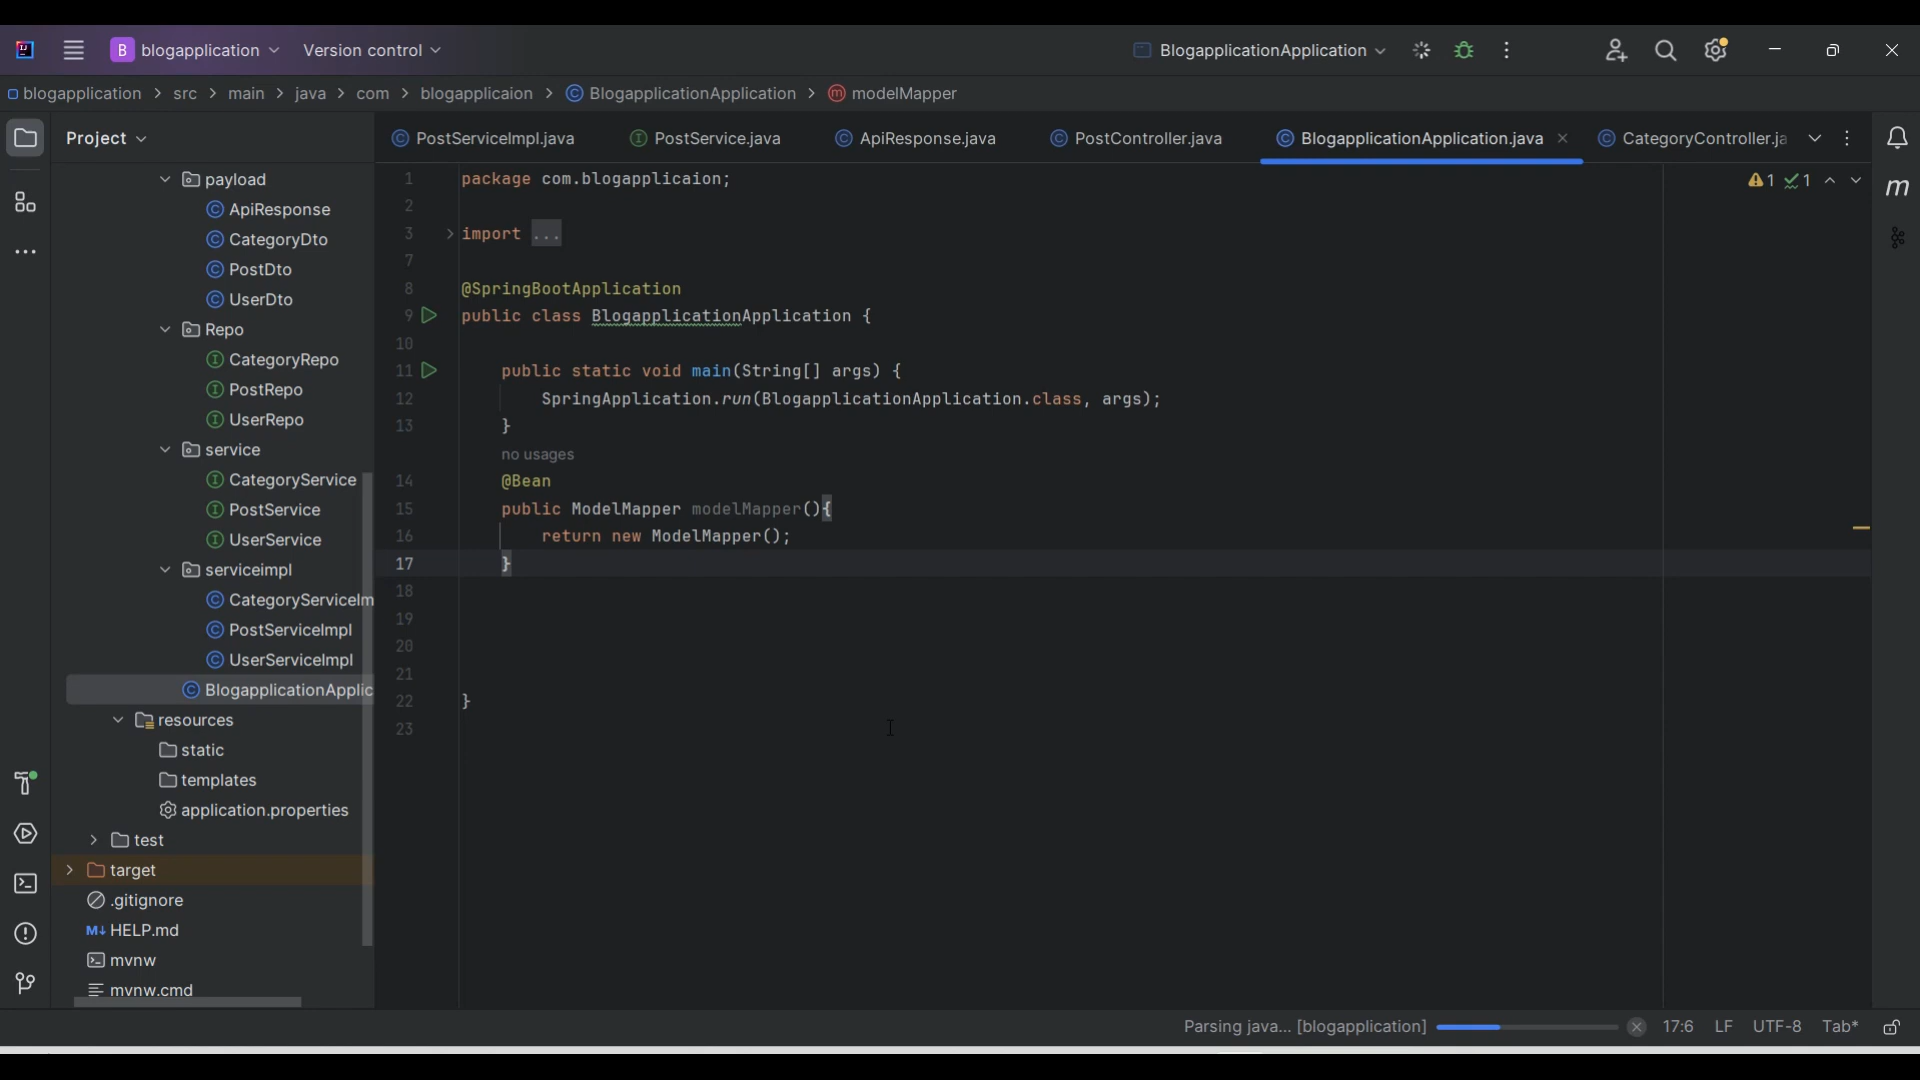 B blogapplication Version control BlogapplicationApplication
blogapplication > src > main > java > com > blogapplicaion > BlogapplicationApplication > modelMapper
Project
payload
ApiResponse
CategoryDto
PostDto
UserDto
Repo
CategoryRepo
PostRepo
UserRepo
service
CategoryService
PostService
UserService
serviceimpl
CategoryServiceIm
PostServiceImpl
UserServiceImpl
BlogapplicationApplic
resources
static
templates
application.properties
test
target
.gitignore
M↓ HELP.md
mvnw
mvnw.cmd
PostServiceImpl.java PostService.java ApiResponse.java PostController.java BlogapplicationApplication.java CategoryController.ja
1 1
1 package com.blogapplicaion;
2
3 import ...
7
8 @SpringBootApplication
9 public class BlogapplicationApplication {
10
11 public static void main(String[] args) {
12 SpringApplication.run(BlogapplicationApplication.class, args);
13 }
no usages
14 @Bean
15 public ModelMapper modelMapper(){
16 return new ModelMapper();
17 }
18
19
20
21
22 }
23
m
Parsing java... [blogapplication] 17:6 LF UTF-8 Tab*